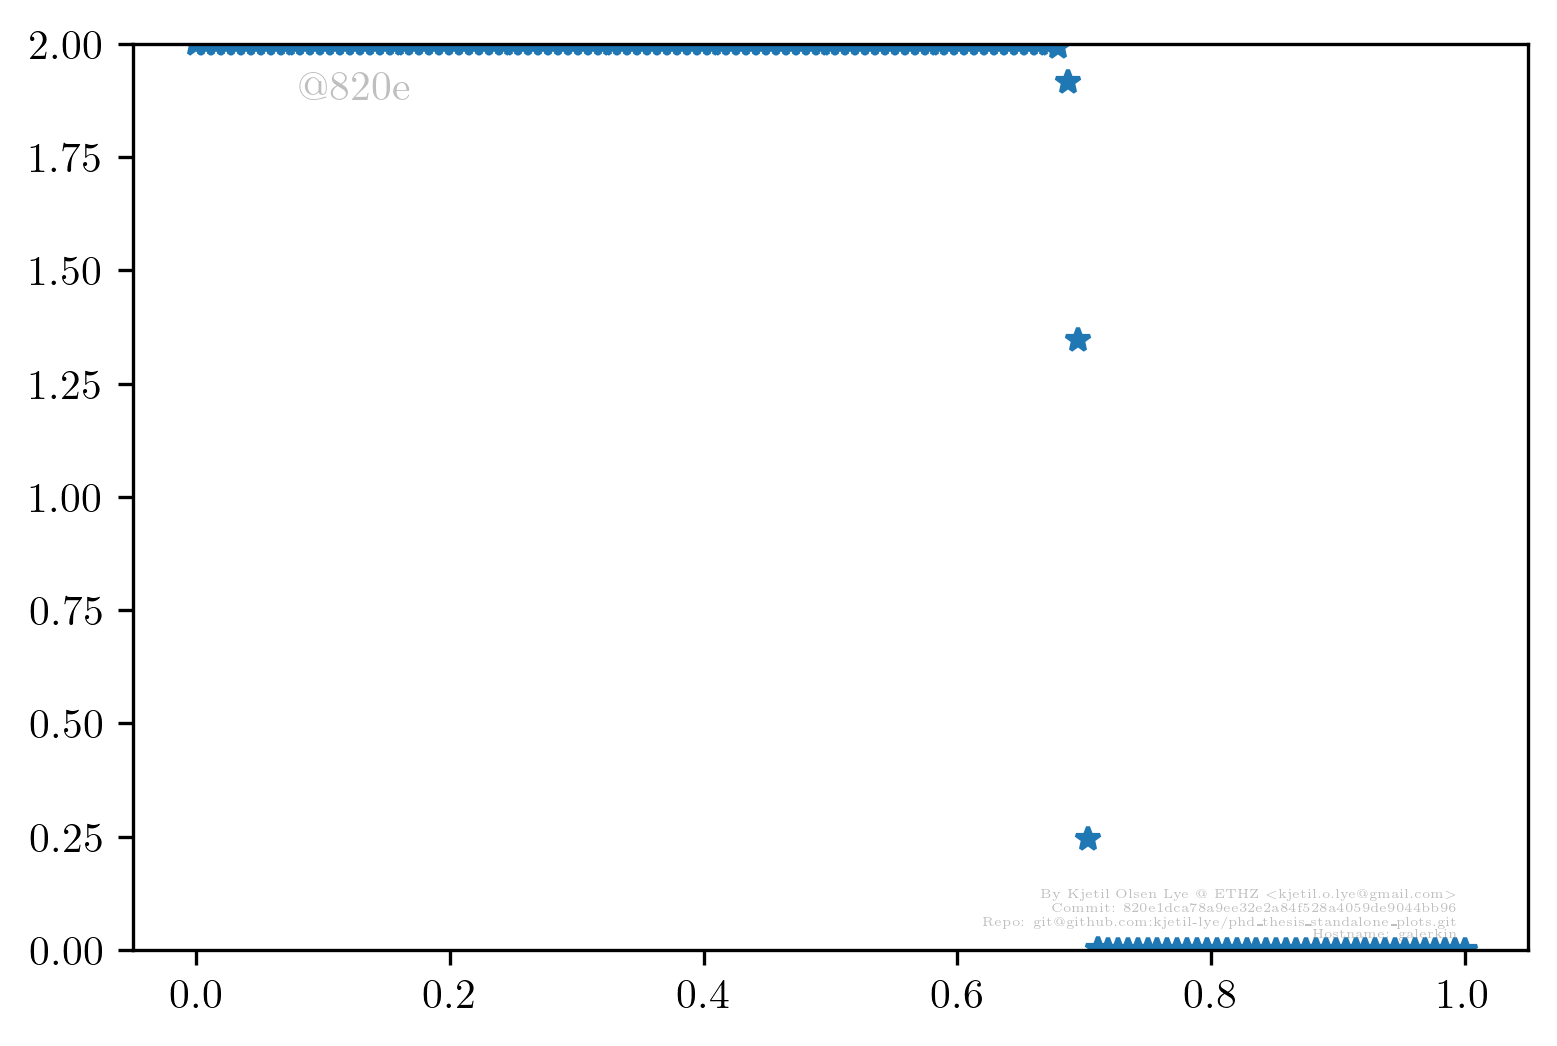 2.00
@820e
1.75
1.50
1.25
1.00
0.75
0.50
0.25
By Kjetil Olsen Lye @ ETHZ <kjetil.o.lye@gmail.com>
Commit: 820e1dca78a9ee32e2a84f528a4059de9044bb96
Repo: git@github.com:kjetil-lye/phd_thesis_standalone_plots.git
Hostname: galerkin
0.00
0.0 0.2 0.4 0.6 0.8 1.0